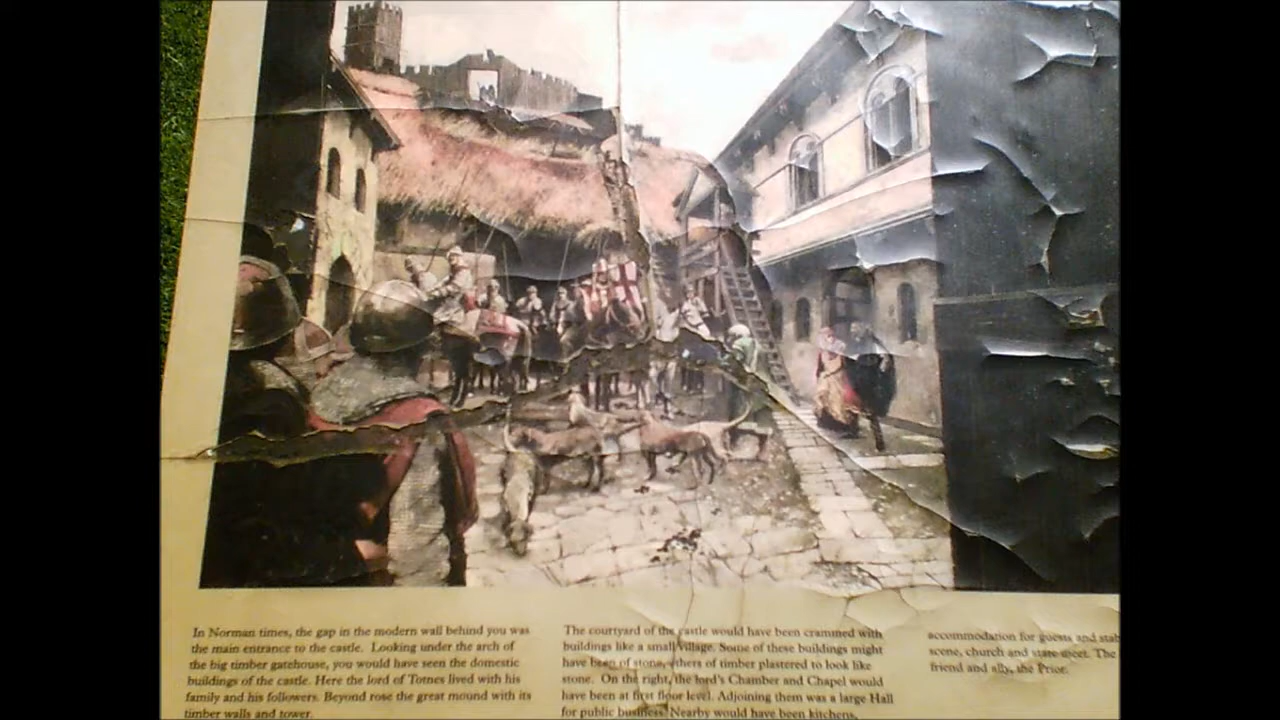 In Norman times, the gap in the modern wall behind you was
the main entrance to the castle. Looking under the arch of
the big timber gatehouse, you would have seen the domestic
buildings of the castle. Here the lord of Totnes lived with his
family and his followers. Beyond rose the great mound with its
timber walls and tower.
The courtyard of the castle would have been crammed with
buildings like a small village. Some of these buildings might
have been of stone, others of timber plastered to look like
stone. On the right, the lord's Chamber and Chapel would
have been at first floor level. Adjoining them was a large Hall
for public business. Nearby would have been kitchens,
accommodation for guests and stab
scene, church and state meet. The
friend and ally, the Prior.